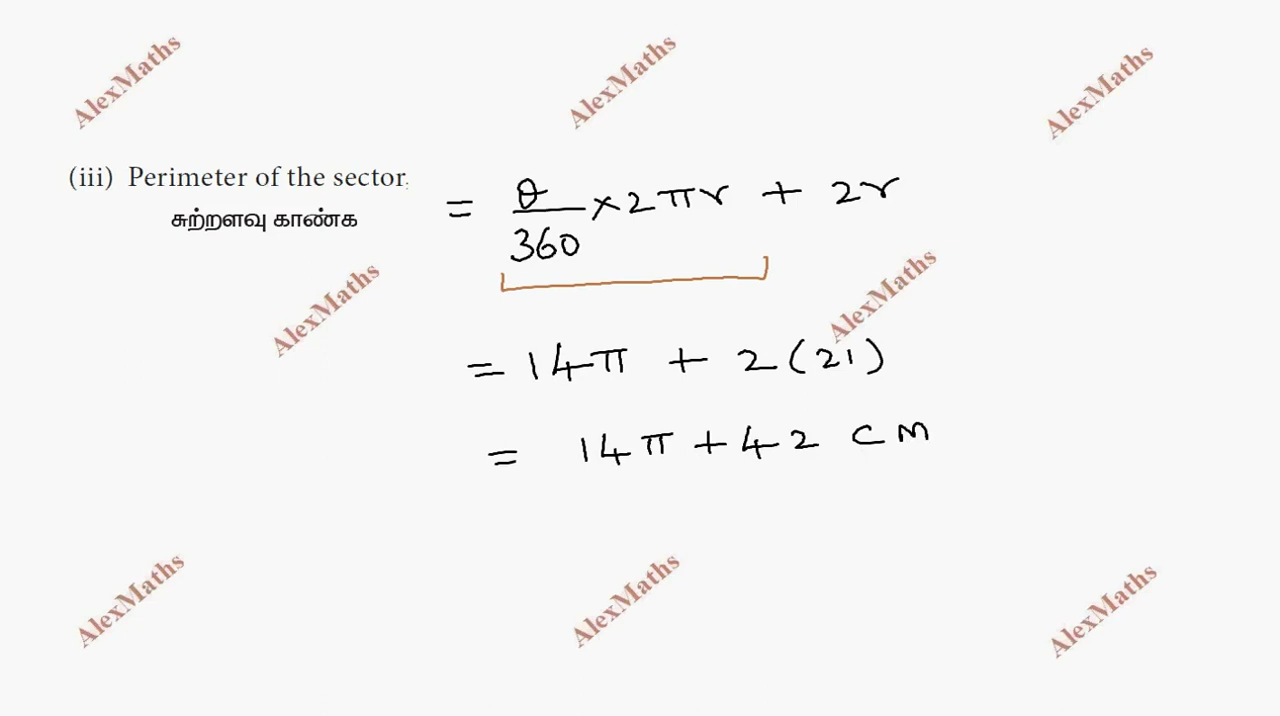 AlexMaths AlexMaths AlexMaths
(iii) Perimeter of the sector. = θ/360 × 2πr + 2r
சுற்றளவு காண்க
AlexMaths AlexMaths
= 14π + 2(21)
= 14π + 42 cm
AlexMaths AlexMaths AlexMaths